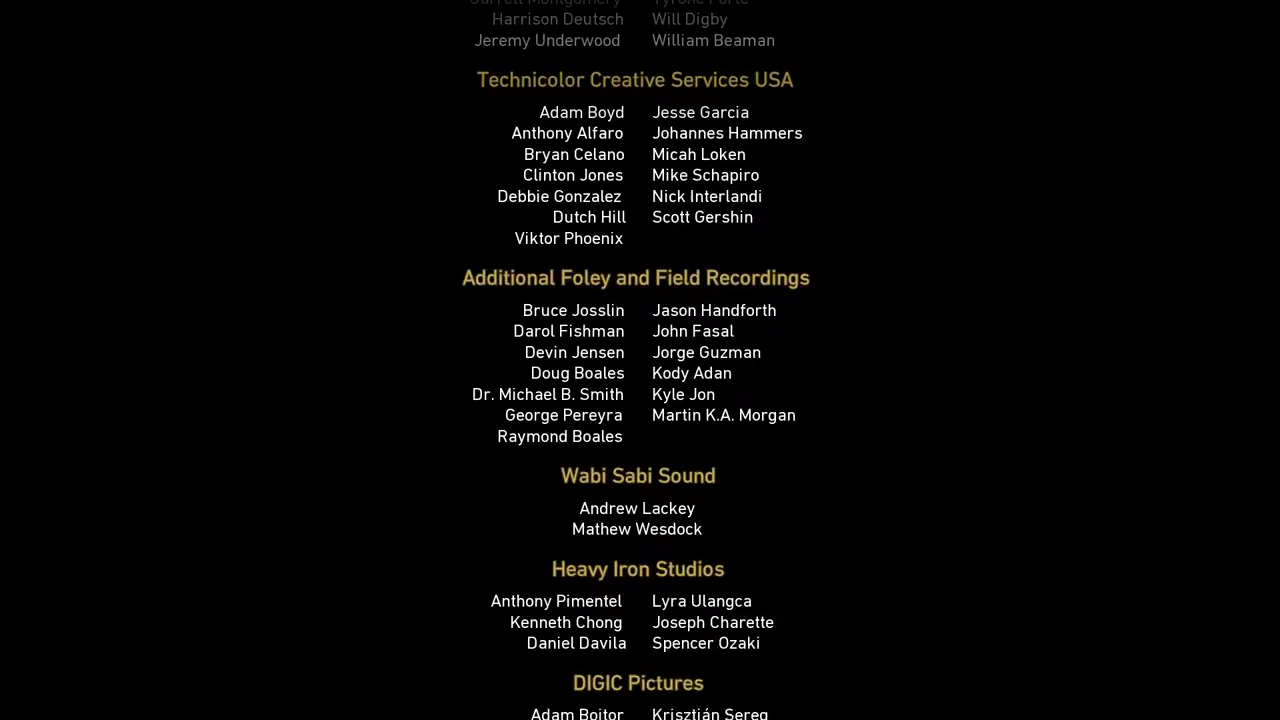 Harrison Deutsch Will Digby
Jeremy Underwood William Beaman
Technicolor Creative Services USA
Adam Boyd Jesse Garcia
Anthony Alfaro Johannes Hammers
Bryan Celano Micah Loken
Clinton Jones Mike Schapiro
Debbie Gonzalez Nick Interlandi
Dutch Hill Scott Gershin
Viktor Phoenix
Additional Foley and Field Recordings
Bruce Josslin Jason Handforth
Darol Fishman John Fasal
Devin Jensen Jorge Guzman
Doug Boales Kody Adan
Dr. Michael B. Smith Kyle Jon
George Pereyra Martin K.A. Morgan
Raymond Boales
Wabi Sabi Sound
Andrew Lackey
Mathew Wesdock
Heavy Iron Studios
Anthony Pimentel Lyra Ulangca
Kenneth Chong Joseph Charette
Daniel Davila Spencer Ozaki
DIGIC Pictures
Adam Boitor Krisztián Sereg